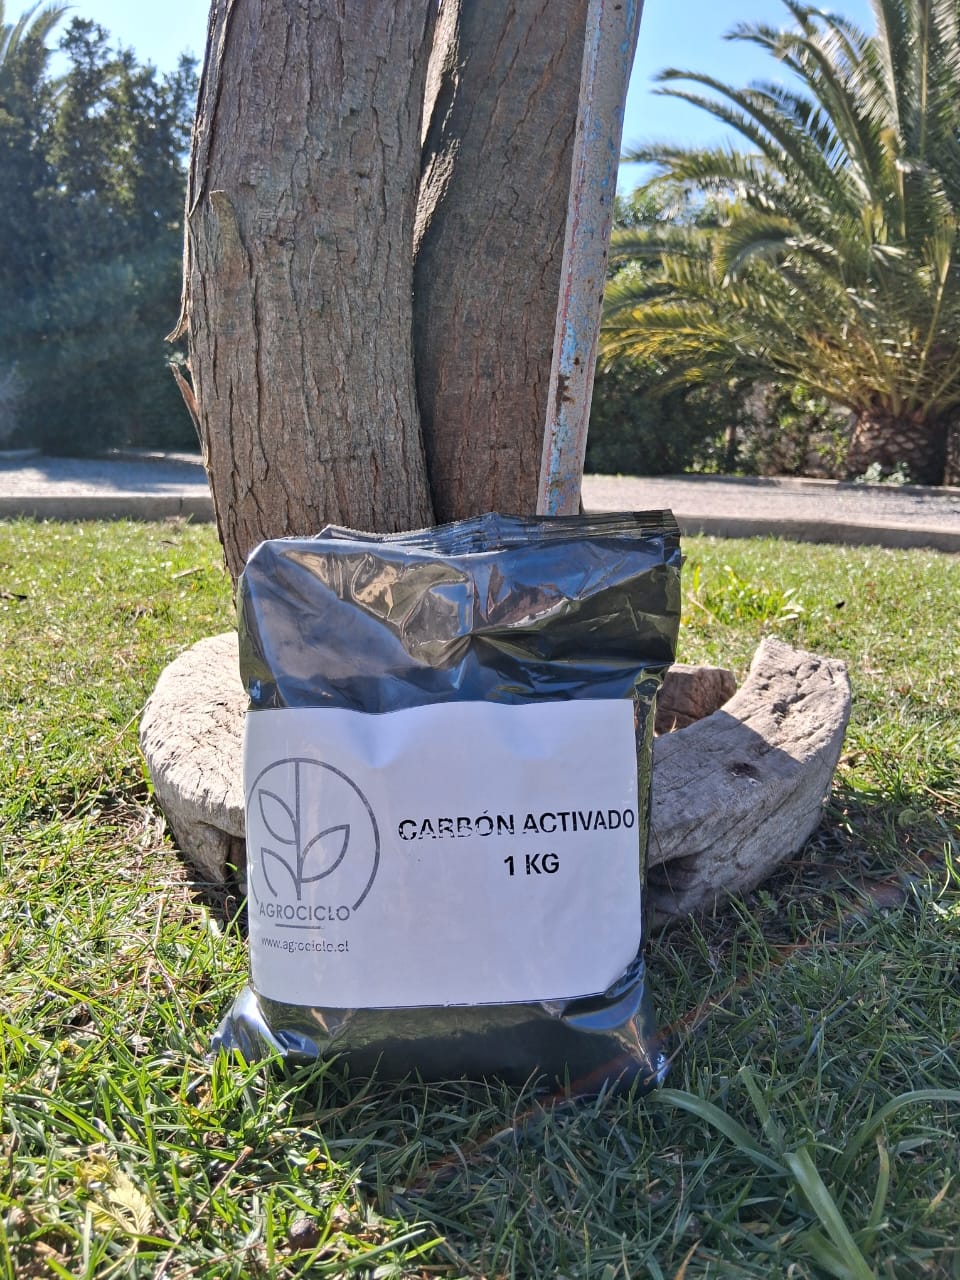 CARBÓN ACTIVADO
1 KG
AGROCICLO
www.agrociclo.cl